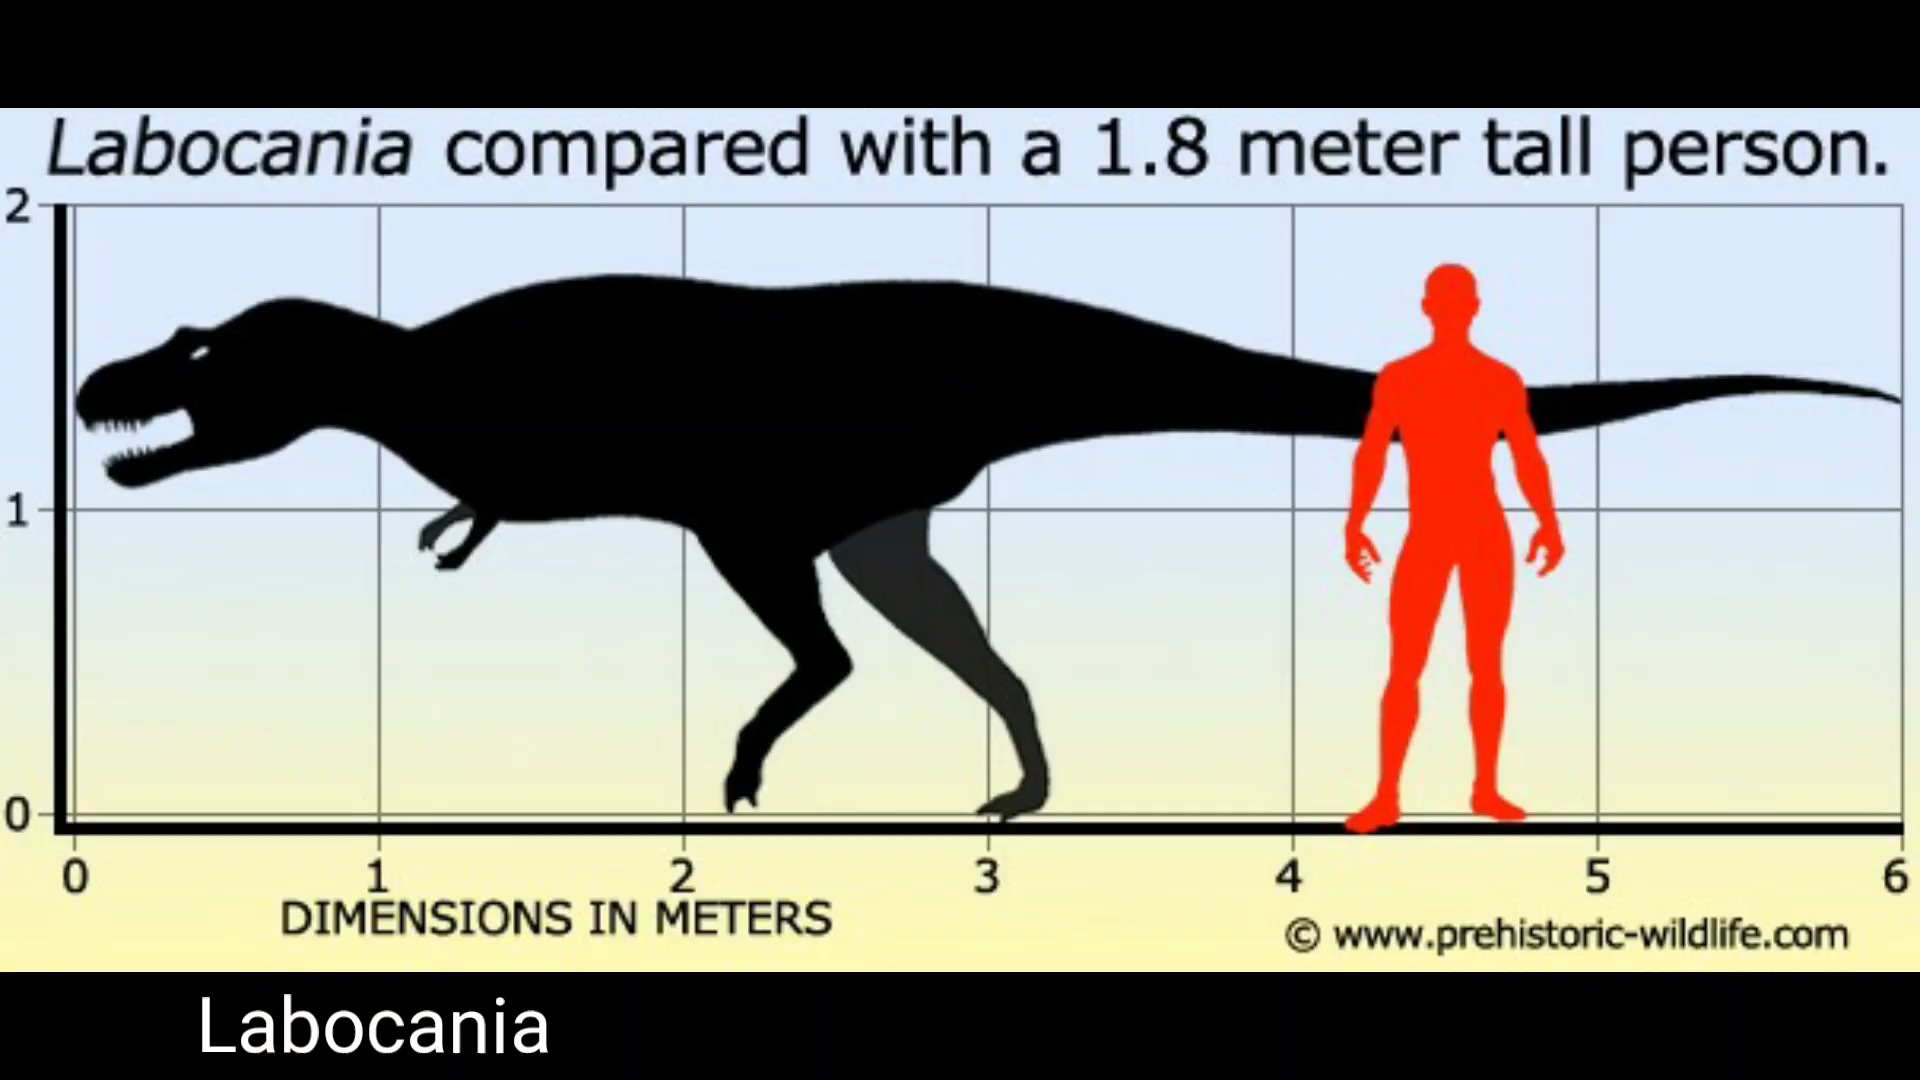 Labocania compared with a 1.8 meter tall person.
2
1
0
0 1 2 3 4 5 6
DIMENSIONS IN METERS
© www.prehistoric-wildlife.com
Labocania